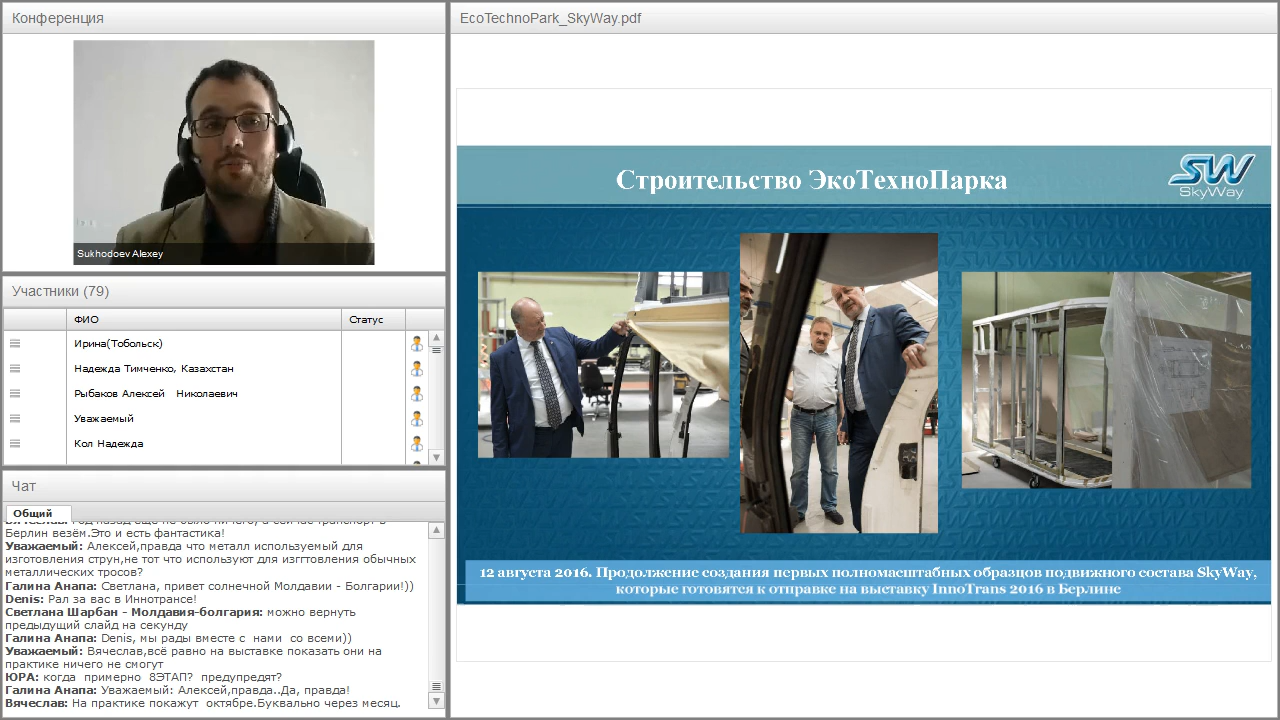 Конференция
Sukhodoev Alexey
Участники (79)
ФИО Статус
Ирина(Тобольск)
Надежда Тимченко, Казахстан
Рыбаков Алексей Николаевич
Уважаемый
Кол Надежда
Чат
Общий
Берлин везём.Это и есть фантастика!
Уважаемый: Алексей,правда что металл используемый для
изготовления струн,не тот что используют для изгттовления обычных
металлических тросов?
Галина Анапа: Светлана, привет солнечной Молдавии - Болгарии!))
Denis: Рал за вас в Иннотрансе!
Светлана Шарбан - Молдавия-болгария: можно вернуть
предыдущий слайд на секунду
Галина Анапа: Denis, мы рады вместе с нами со всеми))
Уважаемый: Вячеслав,всё равно на выставке показать они на
практике ничего не смогут
ЮРА: когда примерно 8ЭТАП? предупредят?
Галина Анапа: Уважаемый: Алексей,правда..Да, правда!
Вячеслав: На практике покажут октябре.Буквально через месяц.
EcoTechnoPark_SkyWay.pdf
Строительство ЭкоТехноПарка
SW
SkyWay
12 августа 2016. Продолжение создания первых полномасштабных образцов подвижного состава SkyWay,
которые готовятся к отправке на выставку InnoTrans 2016 в Берлине